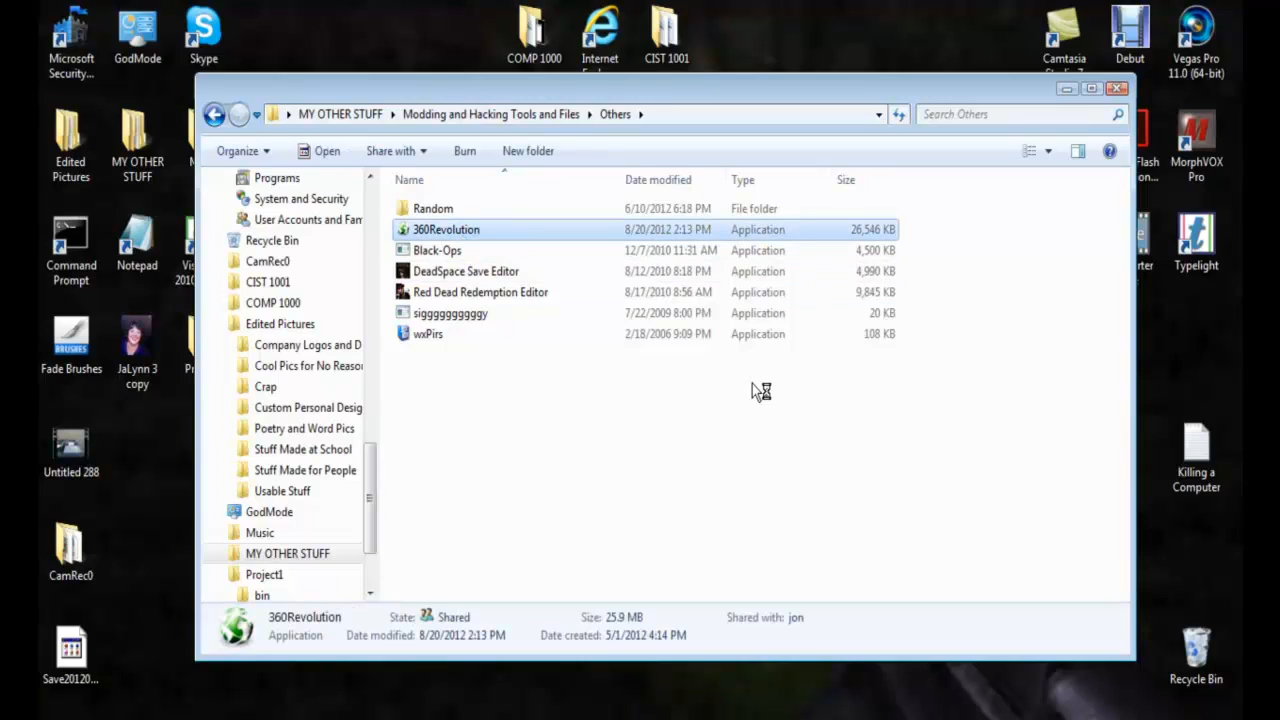 Microsoft
Security...
GodMode
Skype
COMP 1000
Internet
CIST 1001
Camtasia
Debut
Vegas Pro
11.0 (64-bit)
MY OTHER STUFF
Modding and Hacking Tools and Files
Others
Search Others
Organize
Open
Share with
Burn
New folder
Edited
Pictures
MY OTHER
STUFF
Flash
MorphVOX
Pro
Name
Date modified
Type
Size
Programs
System and Security
User Accounts and Fam
Recycle Bin
CamRec0
CIST 1001
COMP 1000
Edited Pictures
Company Logos and D
Cool Pics for No Reaso
Crap
Custom Personal Desig
Poetry and Word Pics
Stuff Made at School
Stuff Made for People
Usable Stuff
GodMode
Music
MY OTHER STUFF
Project1
bin
Random 6/10/2012 6:18 PM File folder
360Revolution 8/20/2012 2:13 PM Application 26,546 KB
Black-Ops 12/7/2010 11:31 AM Application 4,500 KB
DeadSpace Save Editor 8/12/2010 8:18 PM Application 4,990 KB
Red Dead Redemption Editor 8/17/2010 8:56 AM Application 9,845 KB
sigggggggggy 7/22/2009 8:00 PM Application 20 KB
wxPirs 2/18/2006 9:09 PM Application 108 KB
Command
Prompt
Notepad
Vis
2010
rter
Typelight
Fade Brushes
JaLynn 3
copy
Untitled 288
Killing a
Computer
CamRec0
360Revolution
State: Shared
Size: 25.9 MB
Shared with: jon
Application
Date modified: 8/20/2012 2:13 PM
Date created: 5/1/2012 4:14 PM
Save20120...
Recycle Bin